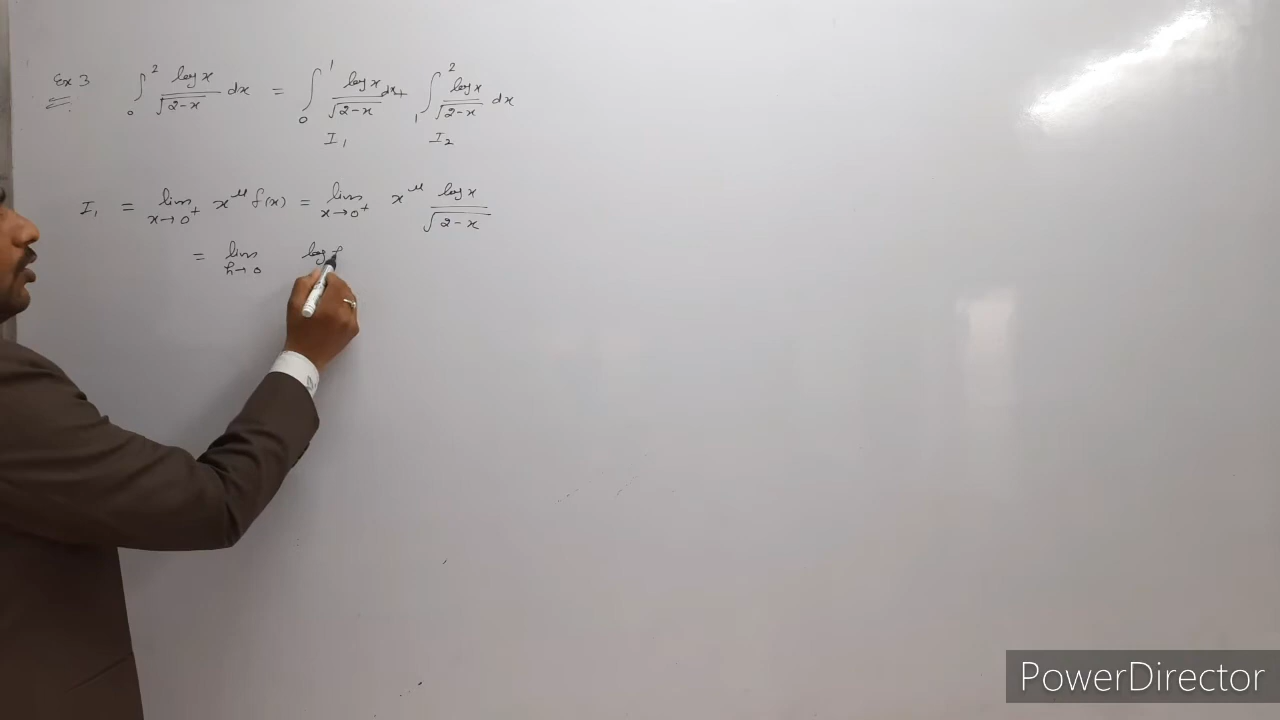 Ex 3 ∫₀² log x / √(2-x) dx = ∫₀¹ log x / √(2-x) dx + ∫₁² log x / √(2-x) dx
I₁ I₂
I₁ = lim x→0⁺ x^μ f(x) = lim x→0⁺ x^μ log x / √(2-x)
= lim h→0 log
PowerDirector